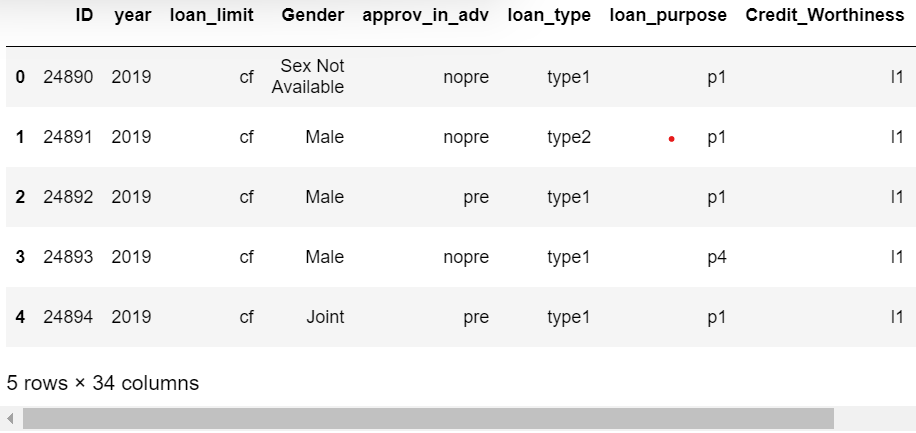 ID year loan_limit Gender approv_in_adv loan_type loan_purpose Credit_Worthiness
0 24890 2019 cf Sex Not Available nopre type1 p1 l1
1 24891 2019 cf Male nopre type2 p1 l1
2 24892 2019 cf Male pre type1 p1 l1
3 24893 2019 cf Male nopre type1 p4 l1
4 24894 2019 cf Joint pre type1 p1 l1
5 rows × 34 columns